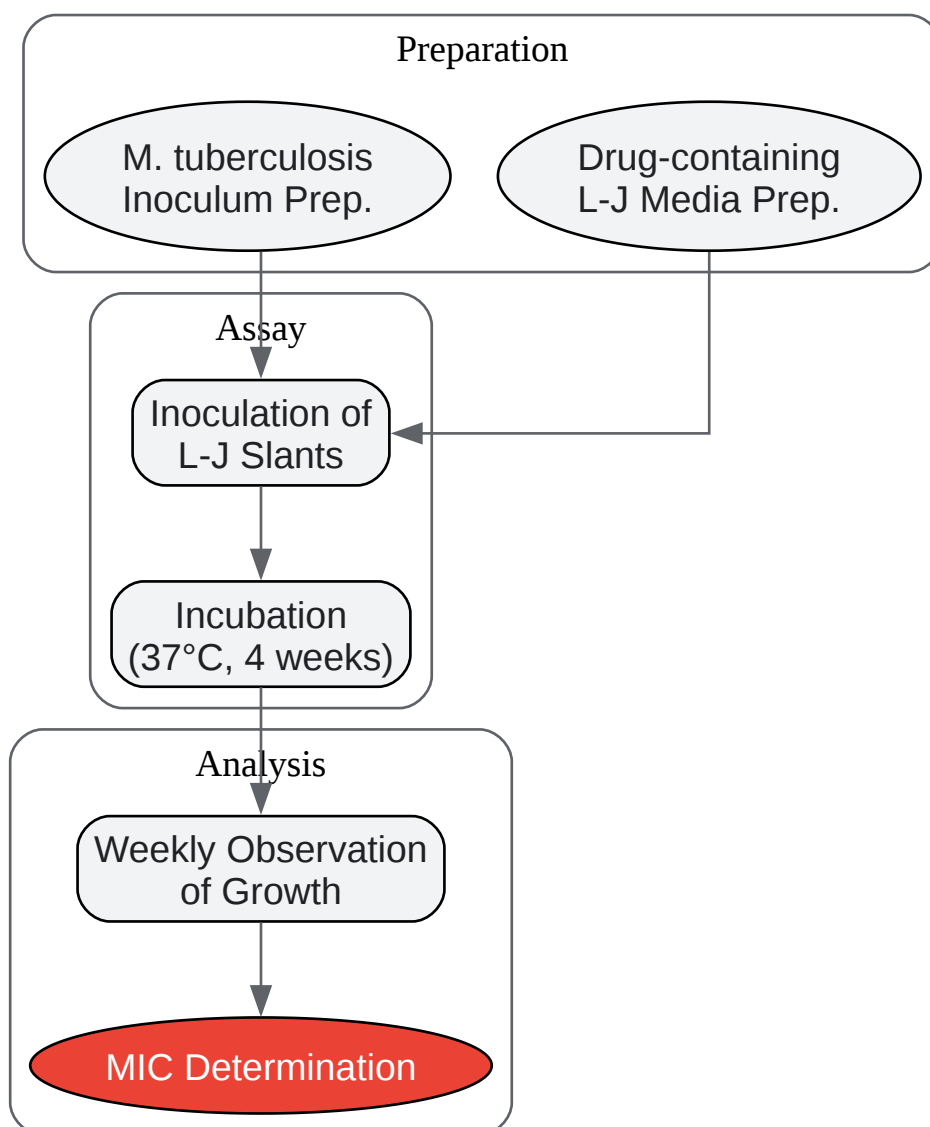 Preparation
M. tuberculosis
Inoculum Prep.
Drug-containing
L-J Media Prep.
Assay
Inoculation of
L-J Slants
Incubation
(37°C, 4 weeks)
Analysis
Weekly Observation
of Growth
MIC Determination